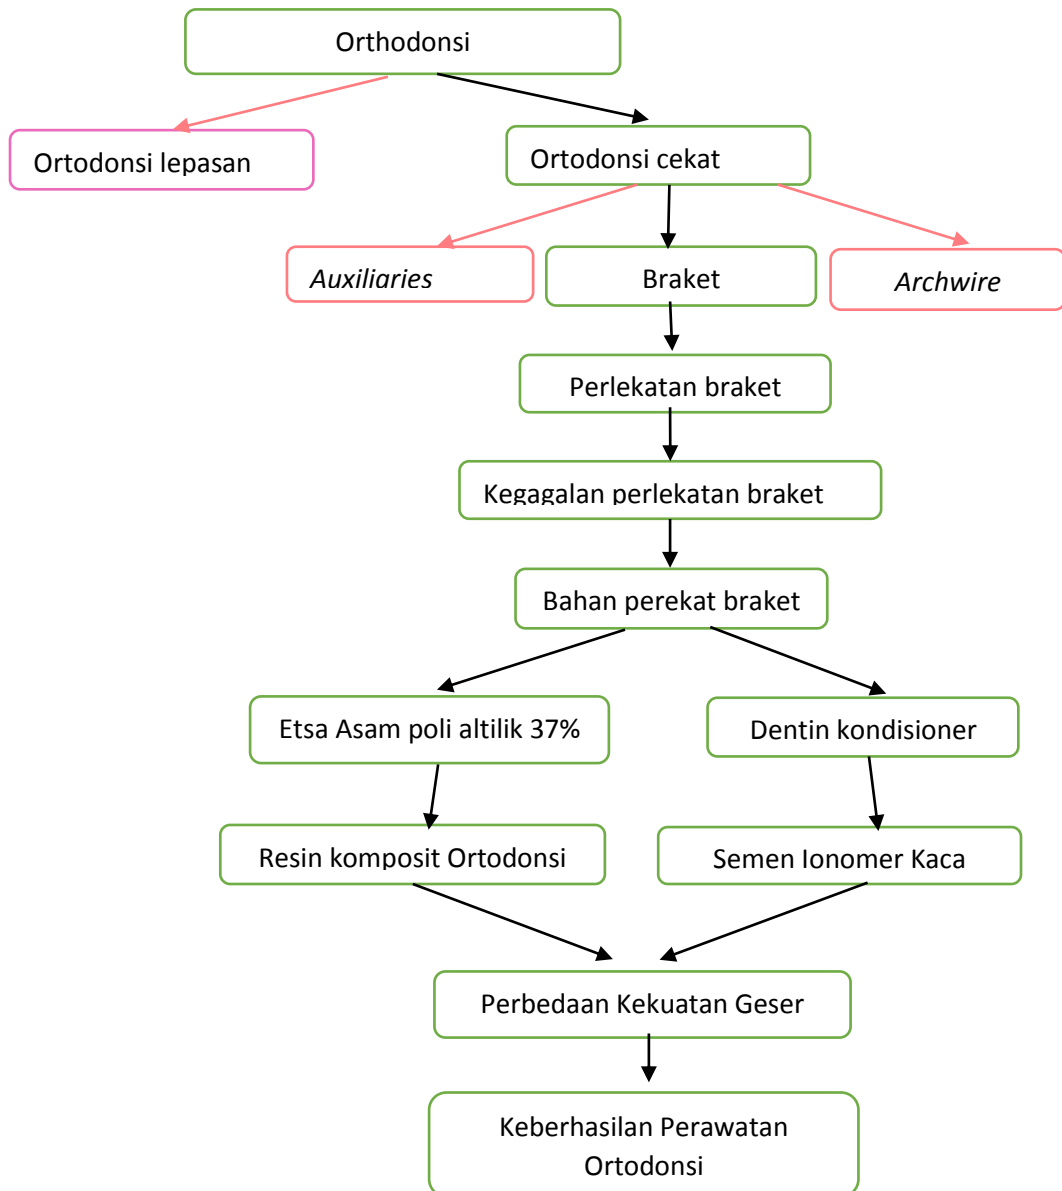 Orthodonsi
Ortodonsi lepasan
Ortodonsi cekat
Auxiliaries
Braket
Archwire
Perlekatan braket
Kegagalan perlekatan braket
Bahan perekat braket
Etsa Asam poli altilik 37%
Dentin kondisioner
Resin komposit Ortodonsi
Semen Ionomer Kaca
Perbedaan Kekuatan Geser
Keberhasilan Perawatan
Ortodonsi